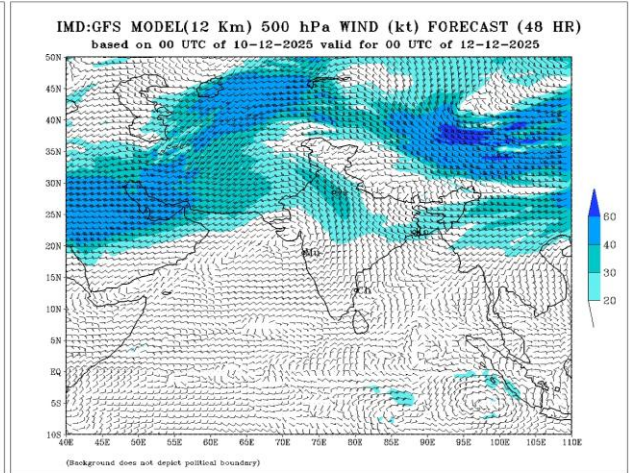 IMD:GFS MODEL(12 Km) 500 hPa WIND (kt) FORECAST (48 HR)
based on 00 UTC of 10-12-2025 valid for 00 UTC of 12-12-2025
50N
45N
40N
35N
30N
25N
20N
15N
10N
5N
EQ
5S
10S
Mu
Ch
60
40
30
20
40E 45E 50E 55E 60E 65E 70E 75E 80E 85E 90E 95E 100E 105E 110E
(Background does not depict political boundary)